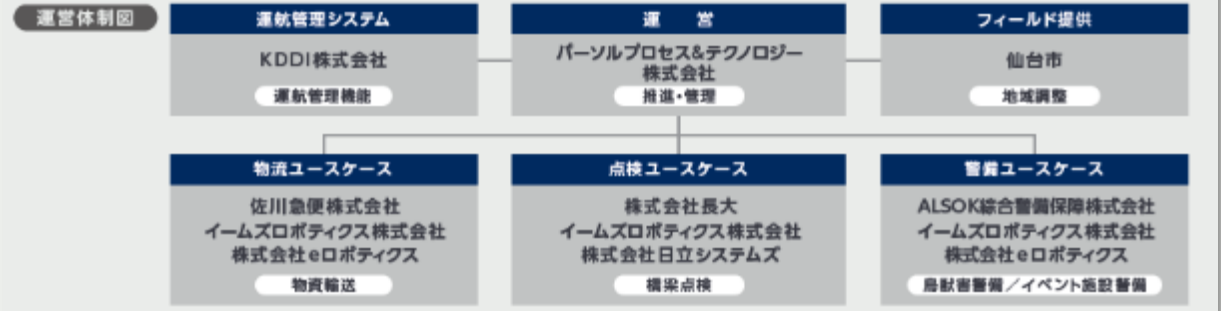 運営体制図
運航管理システム
KDDI株式会社
運航管理機能
運 営
パーソルプロセス&テクノロジー
株式会社
推進・管理
フィールド提供
仙台市
地域調整
物流ユースケース
佐川急便株式会社
イームズロボティクス株式会社
株式会社eロボティクス
物資輸送
点検ユースケース
株式会社長大
イームズロボティクス株式会社
株式会社日立システムズ
橋梁点検
警備ユースケース
ALSOK綜合警備保障株式会社
イームズロボティクス株式会社
株式会社eロボティクス
鳥獣害警備/イベント施設警備